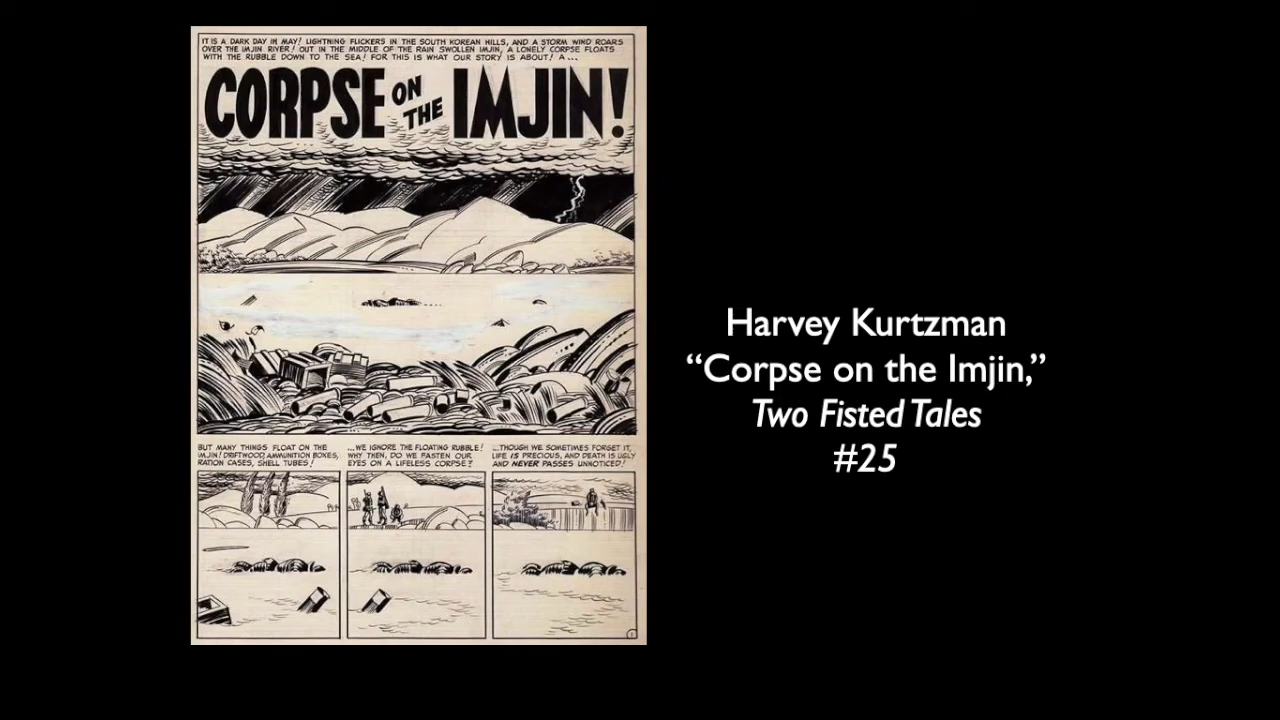 IT IS A DARK DAY IN MAY! LIGHTNING FLICKERS IN THE SOUTH KOREAN HILLS, AND A STORM WIND ROARS
OVER THE IMJIN RIVER! OUT IN THE MIDDLE OF THE RAIN SWOLLEN IMJIN, A LONELY CORPSE FLOATS
WITH THE RUBBLE DOWN TO THE SEA! FOR THIS IS WHAT OUR STORY IS ABOUT! A...
CORPSE ON THE IMJIN!
BUT MANY THINGS FLOAT ON THE
IMJIN! DRIFTWOOD, AMMUNITION BOXES,
RATION CASES, SHELL TUBES!
...WE IGNORE THE FLOATING RUBBLE!
WHY THEN, DO WE FASTEN OUR
EYES ON A LIFELESS CORPSE?
...THOUGH WE SOMETIMES FORGET IT,
LIFE IS PRECIOUS, AND DEATH IS UGLY
AND NEVER PASSES UNNOTICED!
1
Harvey Kurtzman
“Corpse on the Imjin,”
Two Fisted Tales
#25